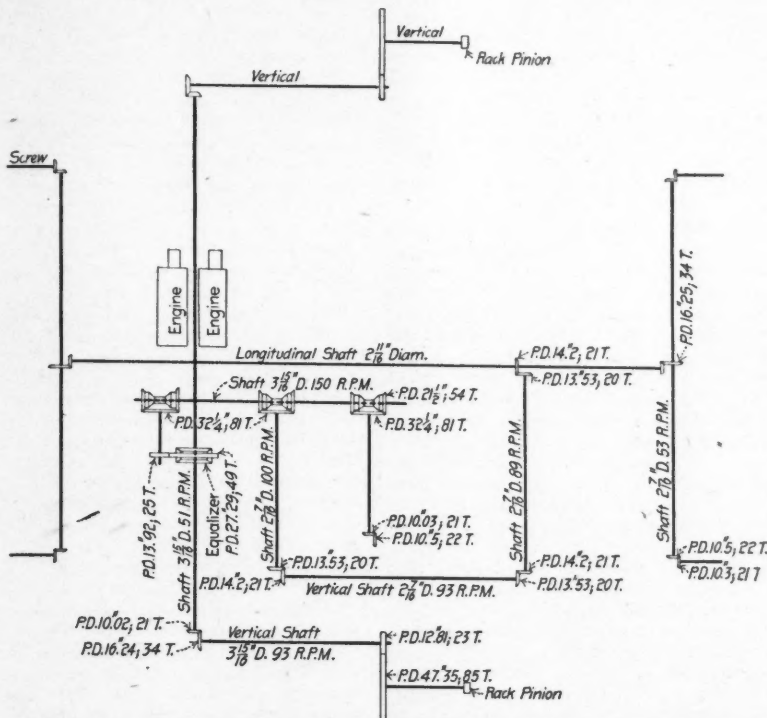 Vertical
Rack Pinion
Vertical
Screw
Engine
Engine
P.D.16."25, 34 T.
Longitudinal Shaft 2 11/16" Diam.
P.D.14."2, 21 T.
P.D.13."53, 20 T.
Shaft 3 15/16" D. 150 R.P.M.
P.D.21 1/2", 54 T.
P.D.32 1/4", 81 T.
P.D.32 1/4", 81 T.
P.D.13."92, 25 T.
Shaft 3 15/16" D. 51 R.P.M.
Equalizer
P.D.27."29, 49 T.
Shaft 2 7/16" D. 100 R.P.M.
Shaft 2 7/16" D. 89 R.P.M.
Shaft 2 7/16" D. 53 R.P.M.
P.D.10."03, 21 T.
P.D.10."5, 22 T.
P.D.13."53, 20 T.
P.D.14."2, 21 T.
Vertical Shaft 2 7/16" D. 93 R.P.M.
P.D.14."2, 21 T.
P.D.13."53, 20 T.
P.D.10."5, 22 T.
P.D.10."3, 21 T
P.D.10."02, 21 T.
P.D.16."24, 34 T.
Vertical Shaft
3 15/16" D. 93 R.P.M.
P.D.12."81, 23 T.
P.D.47."35, 85 T.
Rack Pinion